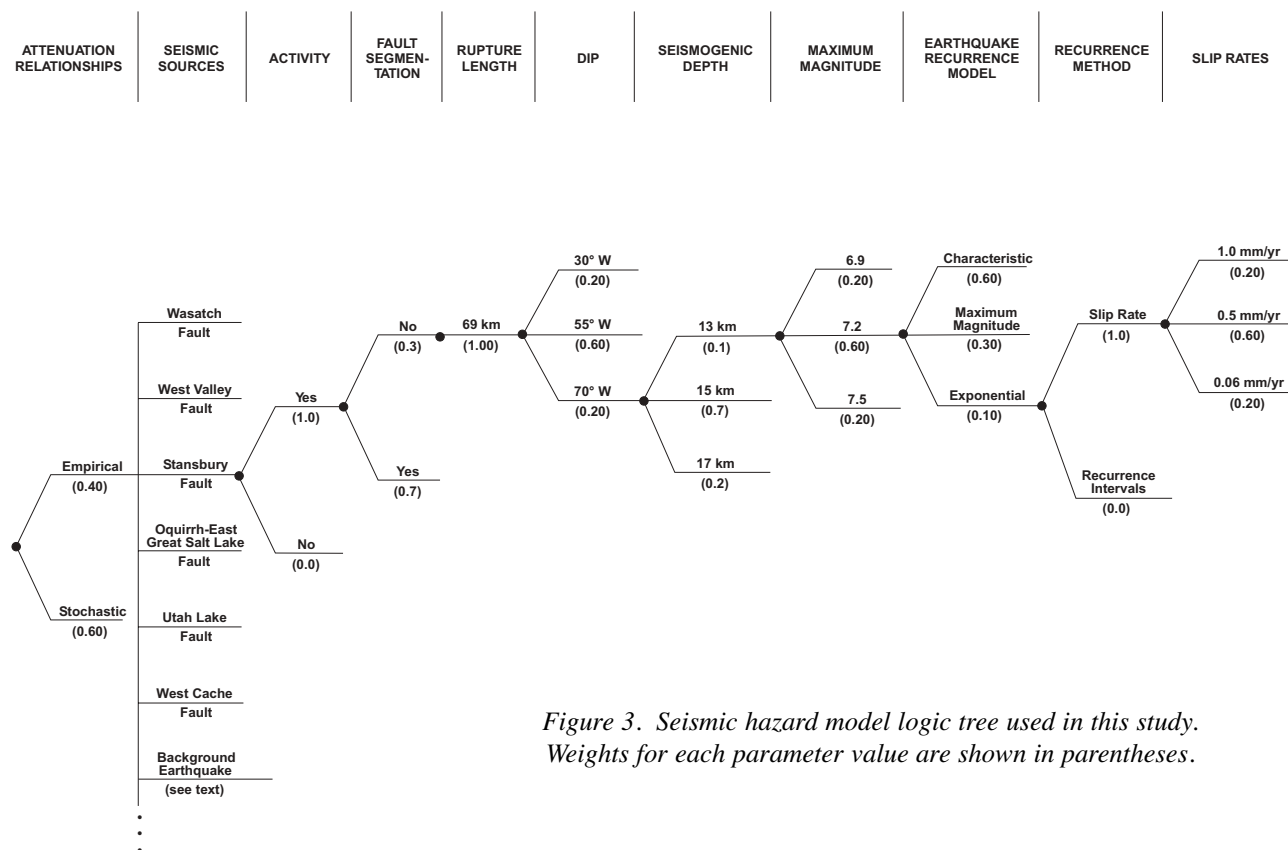 ATTENUATION
RELATIONSHIPS
SEISMIC
SOURCES
ACTIVITY
FAULT
SEGMEN-
TATION
RUPTURE
LENGTH
DIP
SEISMOGENIC
DEPTH
MAXIMUM
MAGNITUDE
EARTHQUAKE
RECURRENCE
MODEL
RECURRENCE
METHOD
SLIP RATES
Empirical
(0.40)
Stochastic
(0.60)
Wasatch
Fault
West Valley
Fault
Stansbury
Fault
Oquirrh-East
Great Salt Lake
Fault
Utah Lake
Fault
West Cache
Fault
Background
Earthquake
(see text)
Yes
(1.0)
No
(0.0)
No
(0.3)
Yes
(0.7)
69 km
(1.00)
30° W
(0.20)
55° W
(0.60)
70° W
(0.20)
13 km
(0.1)
15 km
(0.7)
17 km
(0.2)
6.9
(0.20)
7.2
(0.60)
7.5
(0.20)
Characteristic
(0.60)
Maximum
Magnitude
(0.30)
Exponential
(0.10)
Slip Rate
(1.0)
Recurrence
Intervals
(0.0)
1.0 mm/yr
(0.20)
0.5 mm/yr
(0.60)
0.06 mm/yr
(0.20)
Figure 3. Seismic hazard model logic tree used in this study.
Weights for each parameter value are shown in parentheses.